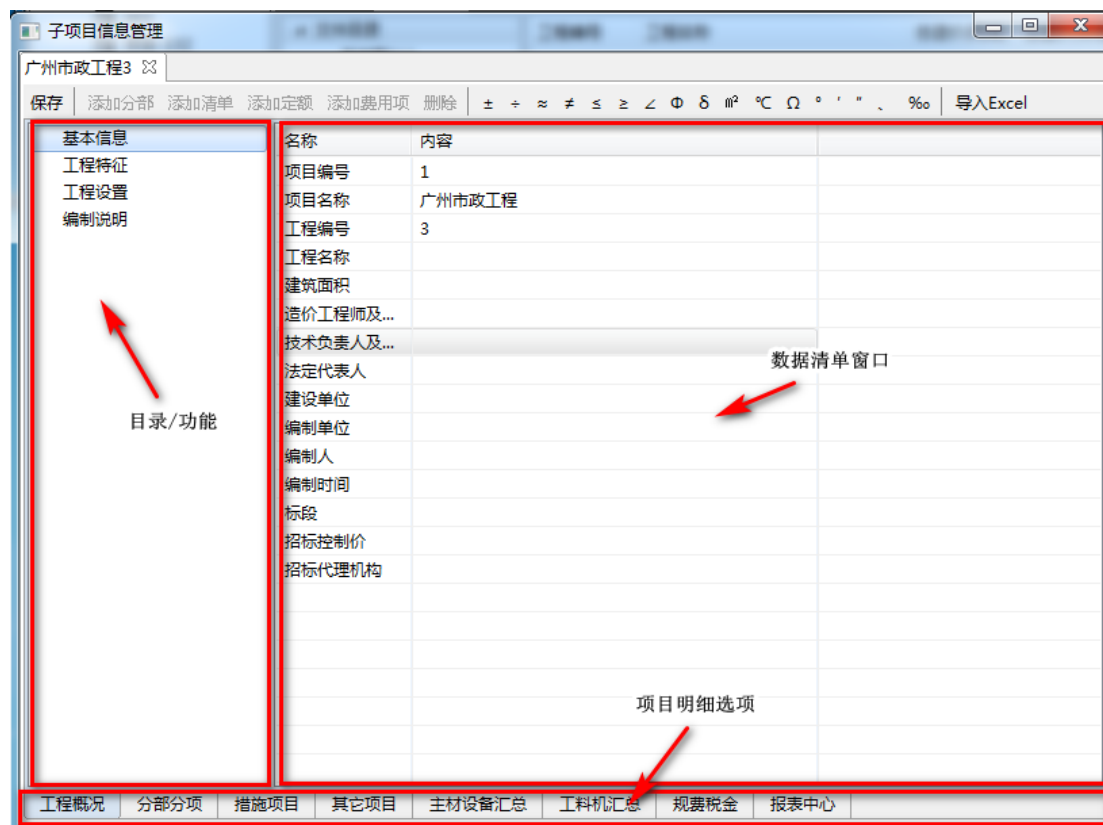 子项目信息管理
广州市政工程3
保存 添加分部 添加清单 添加定额 添加费用项 删除 ± ÷ ≈ ≠ ≤ ≥ ∠ Φ δ ㎡ ℃ Ω ° ′ ″ 、 ‰ 导入Excel
基本信息
工程特征
工程设置
编制说明
目录/功能
名称 内容
项目编号 1
项目名称 广州市政工程
工程编号 3
工程名称
建筑面积
造价工程师及...
技术负责人及...
法定代表人
建设单位
编制单位
编制人
编制时间
标段
招标控制价
招标代理机构
数据清单窗口
项目明细选项
工程概况 分部分项 措施项目 其它项目 主材设备汇总 工料机汇总 规费税金 报表中心